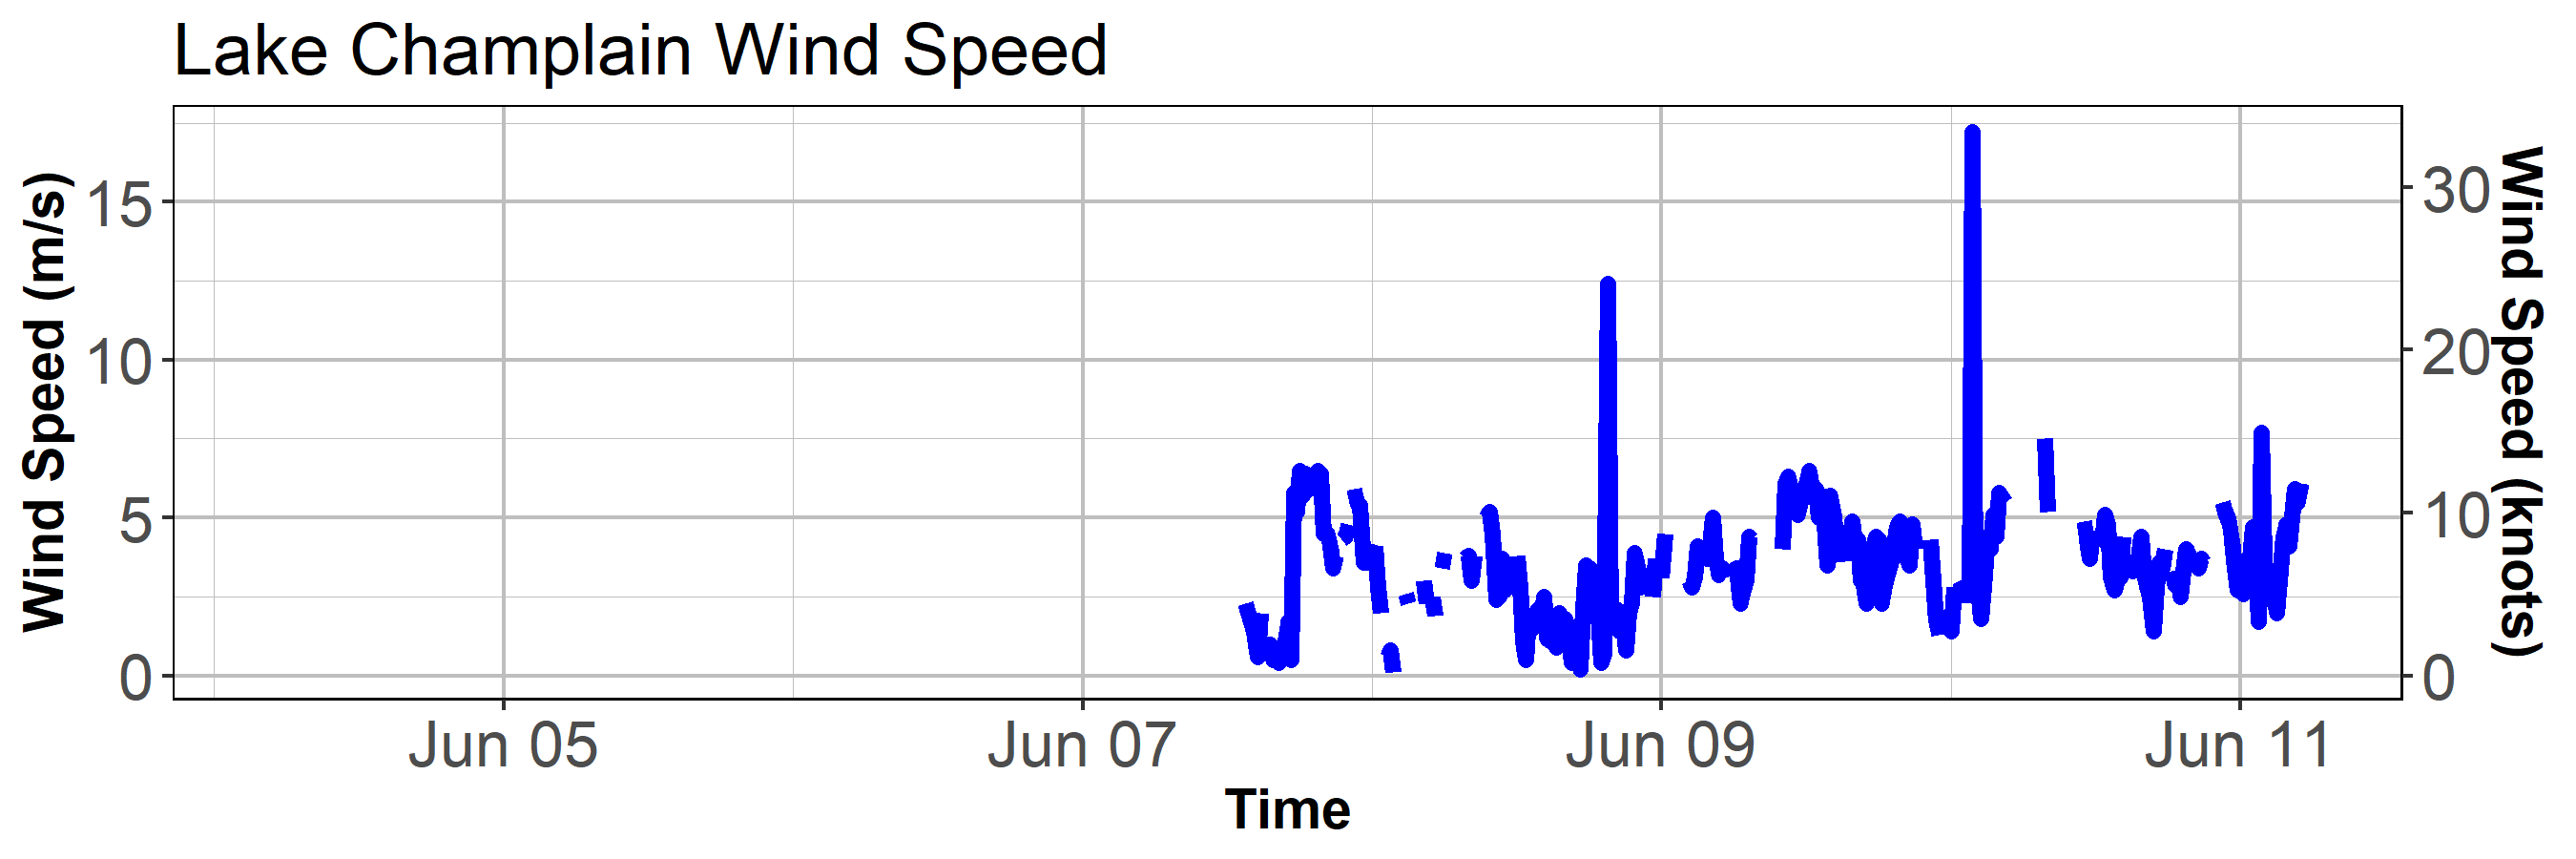 Lake Champlain Wind Speed
Wind Speed (m/s)
15
10
5
0
30
20
10
0
Wind Speed (knots)
Jun 05
Jun 07
Jun 09
Jun 11
Time